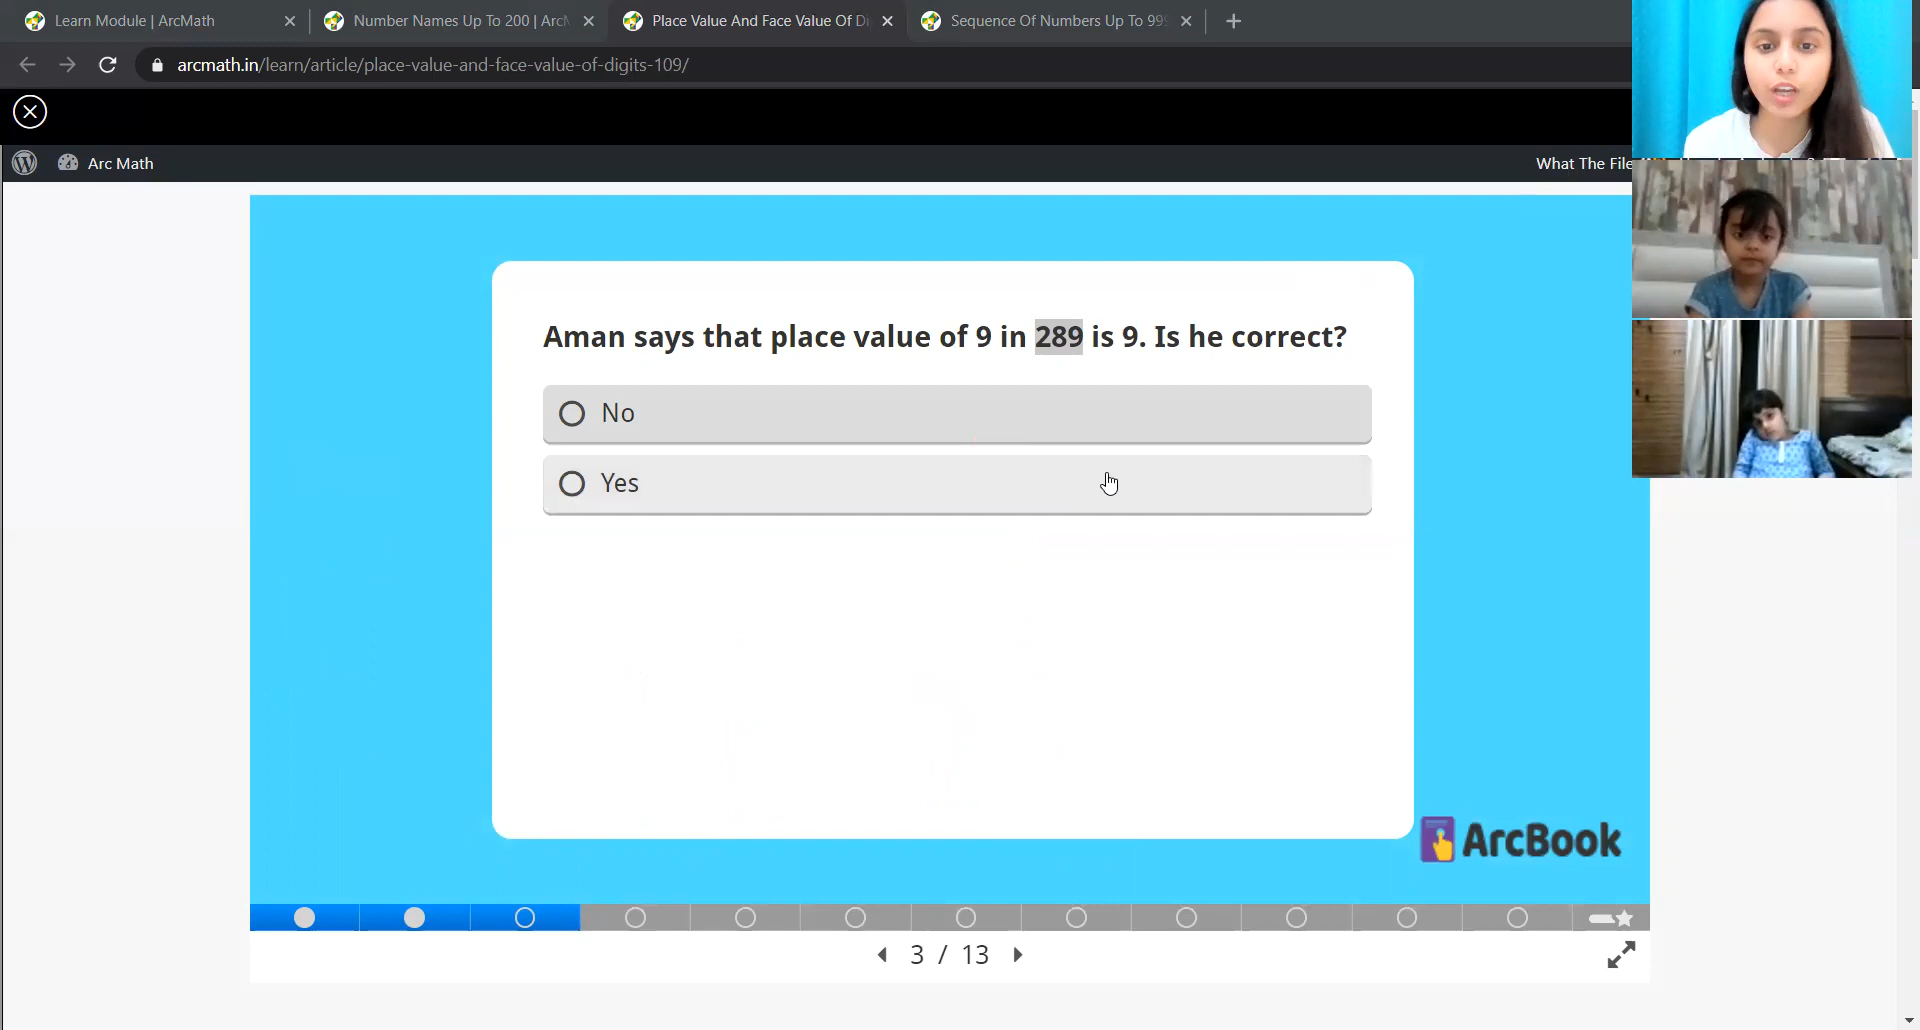 Learn Module | ArcMath
Number Names Up To 200 | Arc
Place Value And Face Value Of Di
Sequence Of Numbers Up To 999
arcmath.in/learn/article/place-value-and-face-value-of-digits-109/
Arc Math
What The File
Aman says that place value of 9 in 289 is 9. Is he correct?
No
Yes
ArcBook
3 / 13